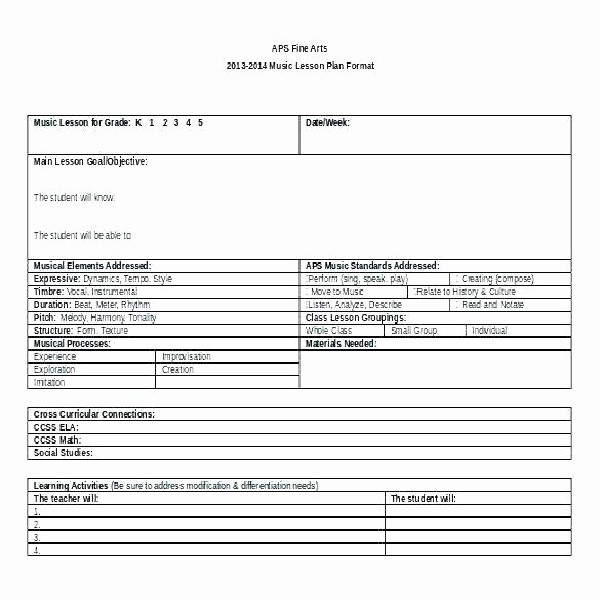 APS Fine Arts
2013-2014 Music Lesson Plan Format
Music Lesson for Grade: K 1 2 3 4 5
Date/Week:
Main Lesson Goal/Objective:
The student will know:
The student will be able to
Musical Elements Addressed:
APS Music Standards Addressed:
Expressive: Dynamics, Tempo, Style
Perform (sing, speak, play)
Creating (compose)
Timbre: Vocal, Instrumental
Move to Music
Relate to History & Culture
Duration: Beat, Meter, Rhythm
Listen, Analyze, Describe
Read and Notate
Pitch: Melody, Harmony, Tonality
Class Lesson Groupings:
Structure: Form, Texture
Whole Class
Small Group
Individual
Musical Processes:
Materials Needed:
Experience
Improvisation
Exploration
Creation
Imitation
Cross Curricular Connections:
CCSS ELA:
CCSS Math:
Social Studies:
Learning Activities (Be sure to address modification & differentiation needs)
The teacher will:
The student will:
1.
2.
3.
4.